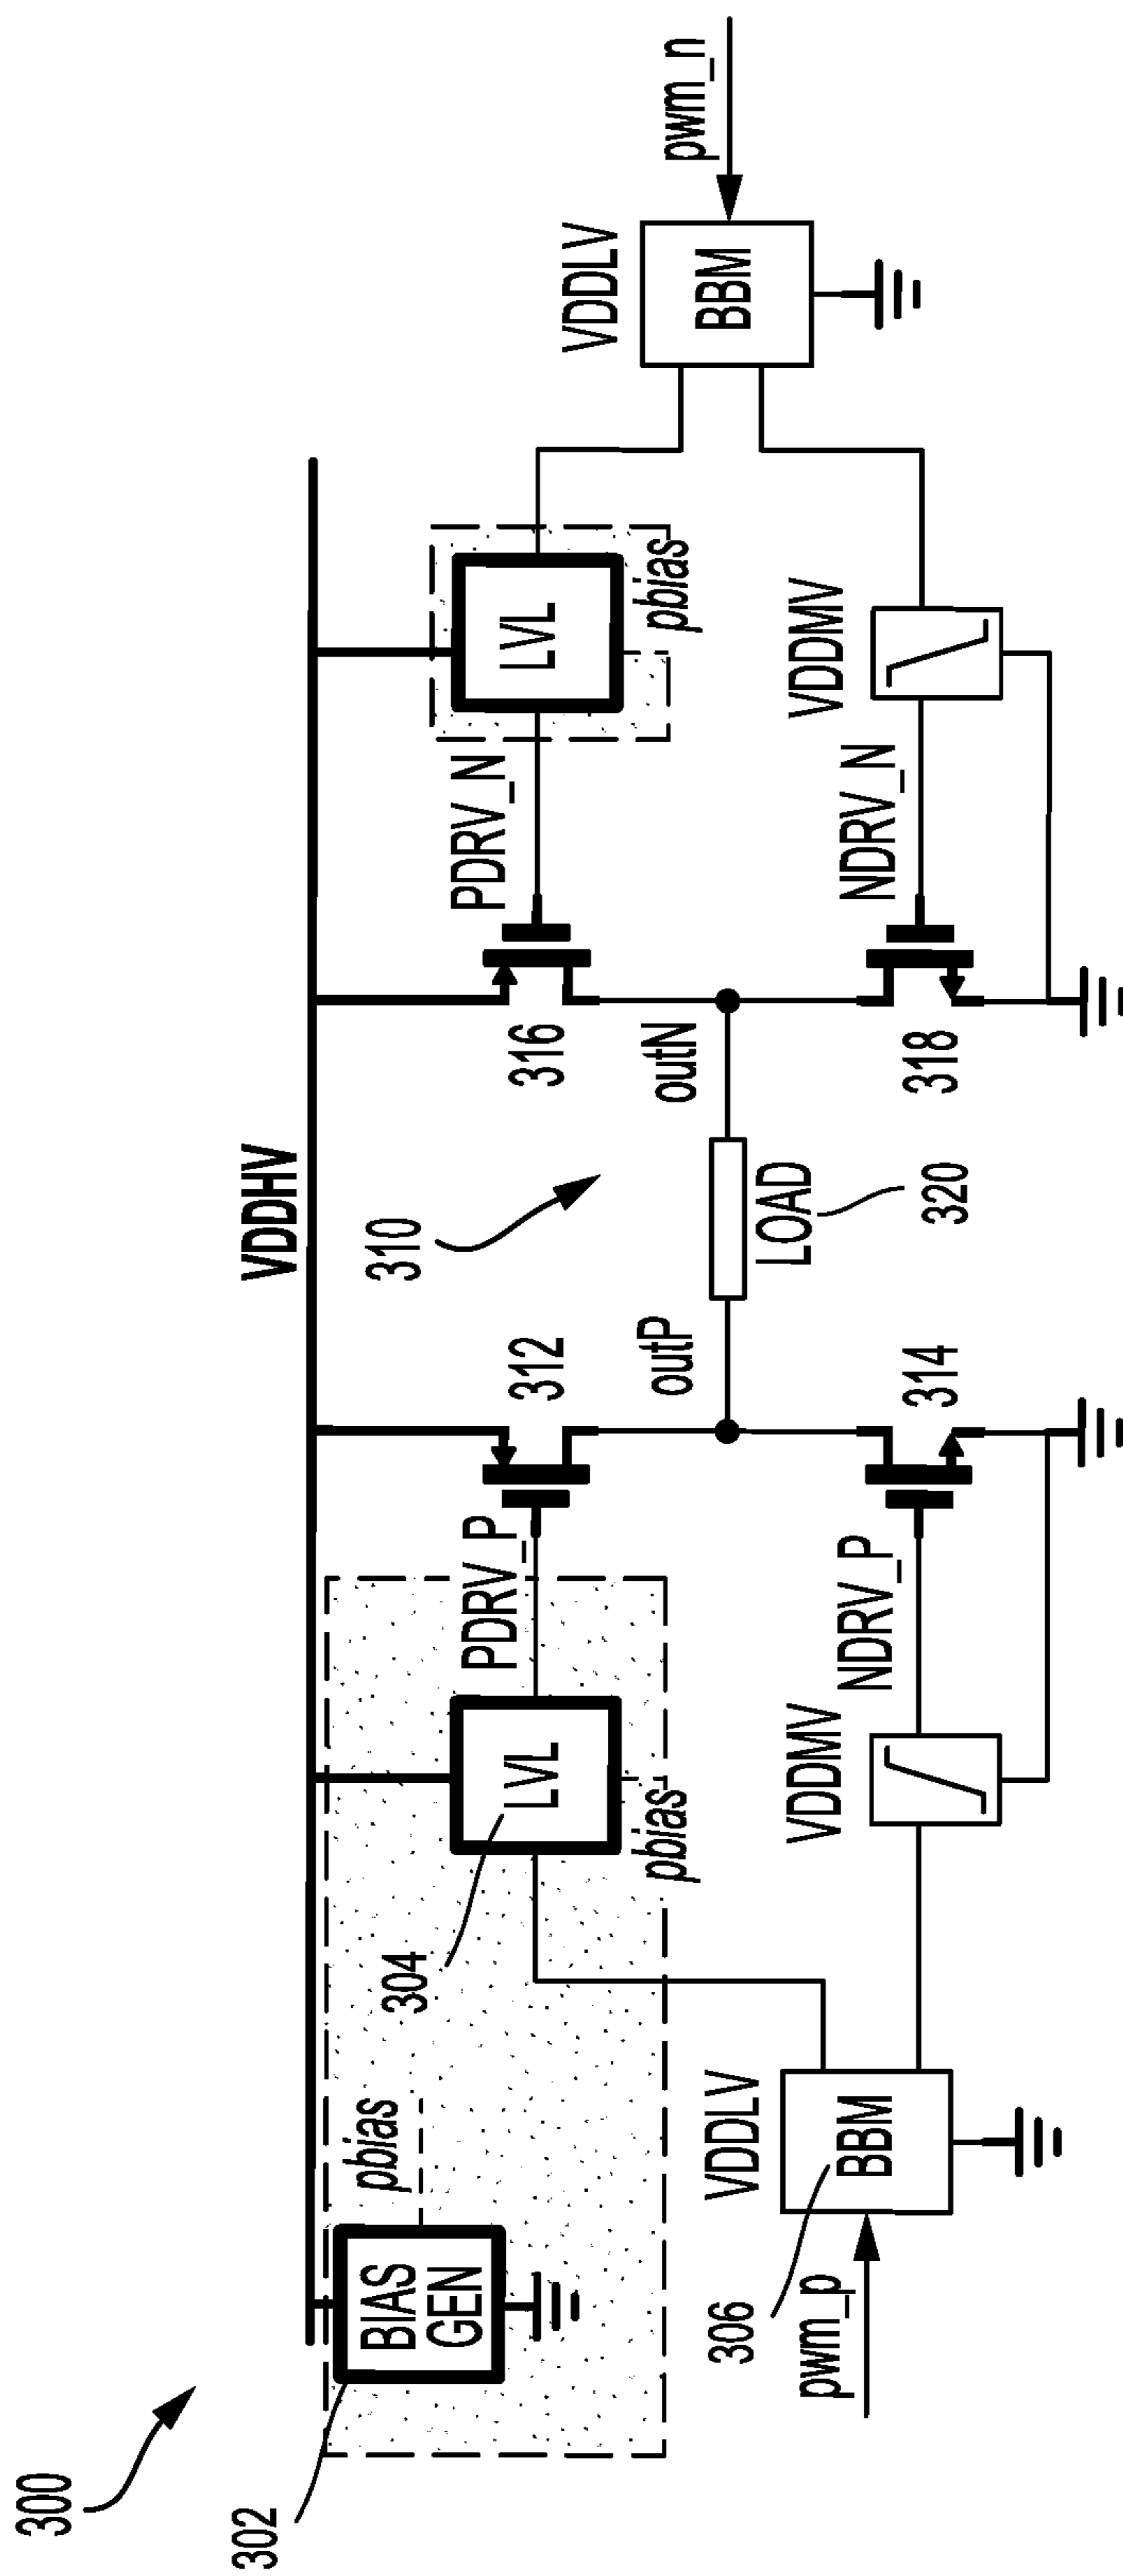 300
302
BIAS
GEN
pbias
304
LVL
pbias
VDDLV
BBM
306
pwm_p
VDDHV
PDRV_P
312
outP
VDDMV
NDRV_P
314
310
LOAD
320
316
outN
318
PDRV_N
LVL
pbias
NDRV_N
VDDMV
VDDLV
BBM
pwm_n